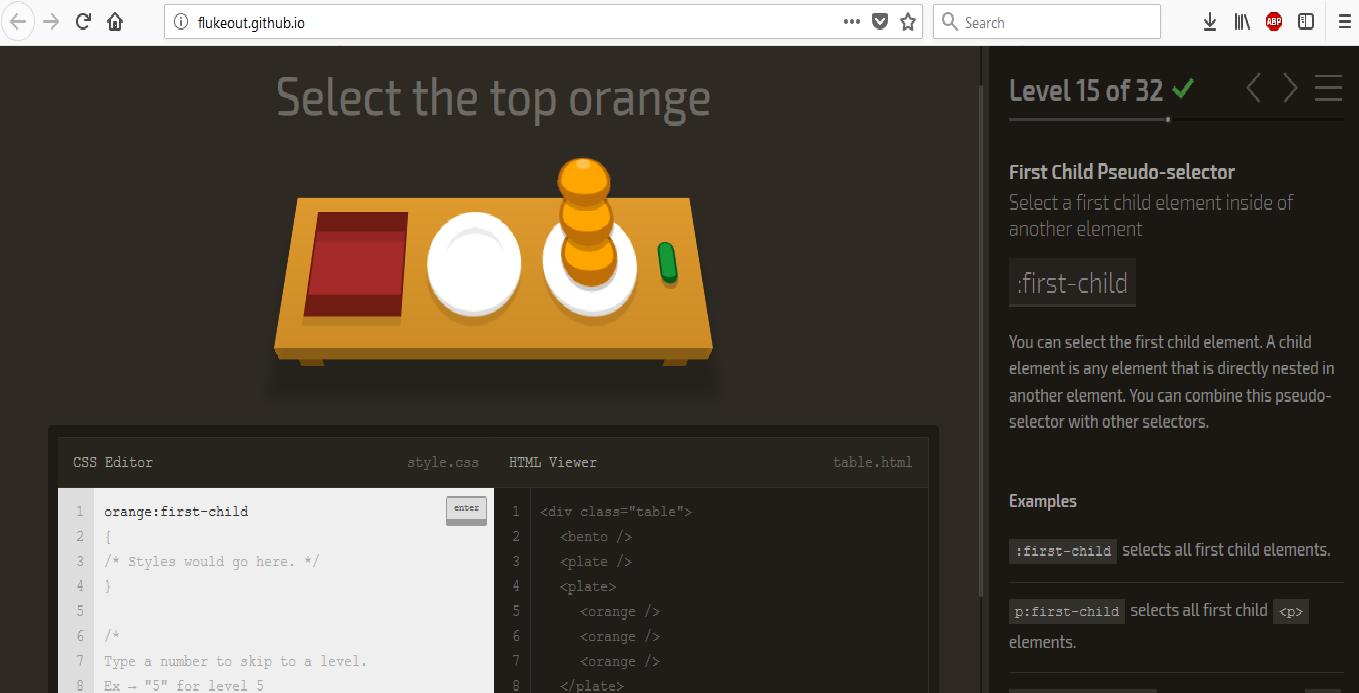 flukeout.github.io
Search
ABP
Select the top orange
CSS Editor
style.css
HTML Viewer
table.html
1 orange:first-child
enter
2 {
3 /* Styles would go here. */
4 }
5
6 /*
7 Type a number to skip to a level.
8 Ex → "5" for level 5
1 <div class="table">
2 <bento />
3 <plate />
4 <plate>
5 <orange />
6 <orange />
7 <orange />
8 </plate>
Level 15 of 32
First Child Pseudo-selector
Select a first child element inside of
another element
:first-child
You can select the first child element. A child
element is any element that is directly nested in
another element. You can combine this pseudo-
selector with other selectors.
Examples
:first-child selects all first child elements.
p:first-child selects all first child <p>
elements.